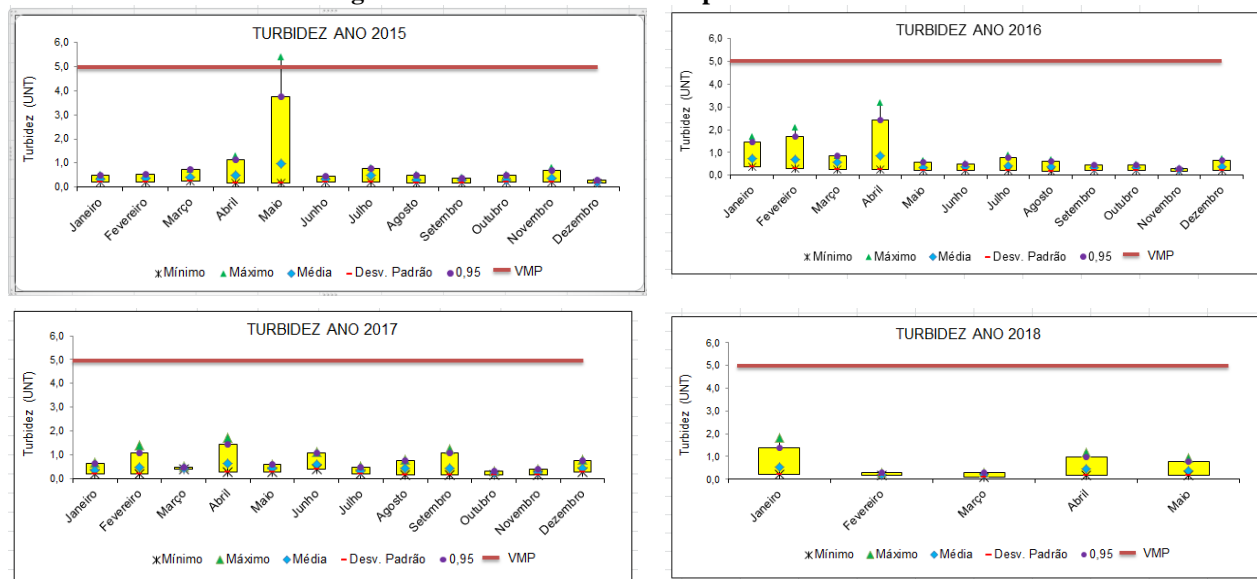 TURBIDEZ ANO 2015
Turbidez (UNT)
6,0
5,0
4,0
3,0
2,0
1,0
0,0
Janeiro
Fevereiro
Março
Abril
Maio
Junho
Julho
Agosto
Setembro
Outubro
Novembro
Dezembro
Mínimo Máximo Média Desv. Padrão 0,95 VMP
TURBIDEZ ANO 2016
Turbidez (UNT)
6,0
5,0
4,0
3,0
2,0
1,0
0,0
Janeiro
Fevereiro
Março
Abril
Maio
Junho
Julho
Agosto
Setembro
Outubro
Novembro
Dezembro
Mínimo Máximo Média Desv. Padrão 0,95 VMP
TURBIDEZ ANO 2017
Turbidez (UNT)
6,0
5,0
4,0
3,0
2,0
1,0
0,0
Janeiro
Fevereiro
Março
Abril
Maio
Junho
Julho
Agosto
Setembro
Outubro
Novembro
Dezembro
Mínimo Máximo Média Desv. Padrão 0,95 VMP
TURBIDEZ ANO 2018
Turbidez (UNT)
6,0
5,0
4,0
3,0
2,0
1,0
0,0
Janeiro
Fevereiro
Março
Abril
Maio
Mínimo Máximo Média Desv. Padrão 0,95 VMP